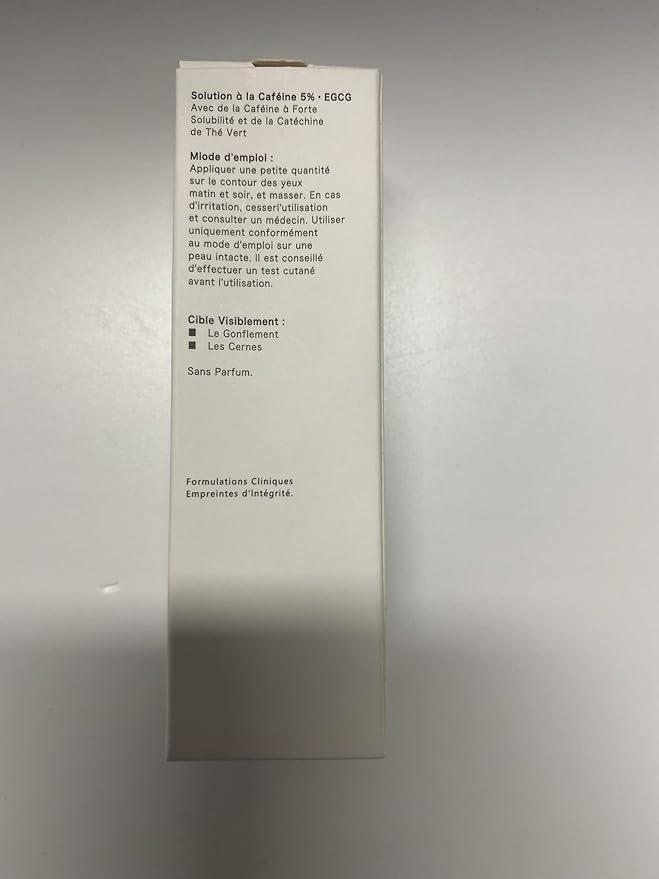 Solution à la Caféine 5% · EGCG
Avec de la Caféine à Forte
Solubilité et de la Catéchine
de Thé Vert
Miode d'emploi :
Appliquer une petite quantité
sur le contour des yeux
matin et soir, et masser. En cas
d'irritation, cesserl'utilisation
et consulter un médecin. Utiliser
uniquement conformément
au mode d'emploi sur une
peau intacte. Il est conseillé
d'effectuer un test cutané
avant l'utilisation.
Cible Visiblement :
■ Le Gonflement
■ Les Cernes
Sans Parfum.
Formulations Cliniques
Empreintes d'Intégrité.